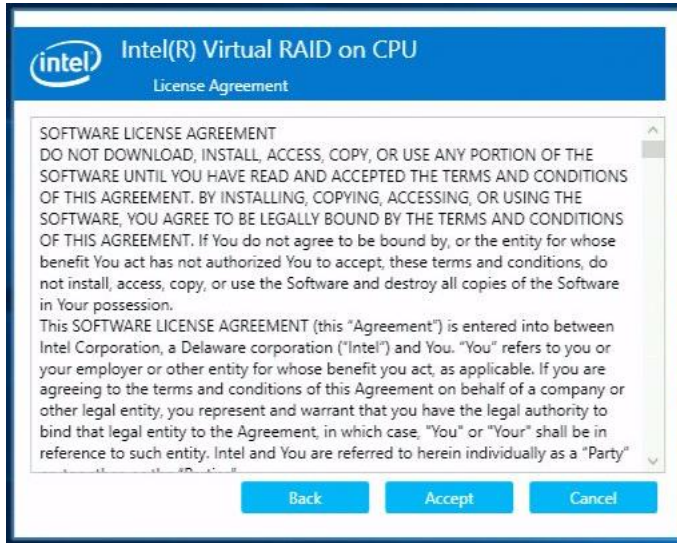 intel
Intel(R) Virtual RAID on CPU
License Agreement
SOFTWARE LICENSE AGREEMENT
DO NOT DOWNLOAD, INSTALL, ACCESS, COPY, OR USE ANY PORTION OF THE
SOFTWARE UNTIL YOU HAVE READ AND ACCEPTED THE TERMS AND CONDITIONS
OF THIS AGREEMENT. BY INSTALLING, COPYING, ACCESSING, OR USING THE
SOFTWARE, YOU AGREE TO BE LEGALLY BOUND BY THE TERMS AND CONDITIONS
OF THIS AGREEMENT. If You do not agree to be bound by, or the entity for whose
benefit You act has not authorized You to accept, these terms and conditions, do
not install, access, copy, or use the Software and destroy all copies of the Software
in Your possession.
This SOFTWARE LICENSE AGREEMENT (this "Agreement") is entered into between
Intel Corporation, a Delaware corporation ("Intel") and You. "You" refers to you or
your employer or other entity for whose benefit you act, as applicable. If you are
agreeing to the terms and conditions of this Agreement on behalf of a company or
other legal entity, you represent and warrant that you have the legal authority to
bind that legal entity to the Agreement, in which case, "You" or "Your" shall be in
reference to such entity. Intel and You are referred to herein individually as a "Party"
Back Accept Cancel